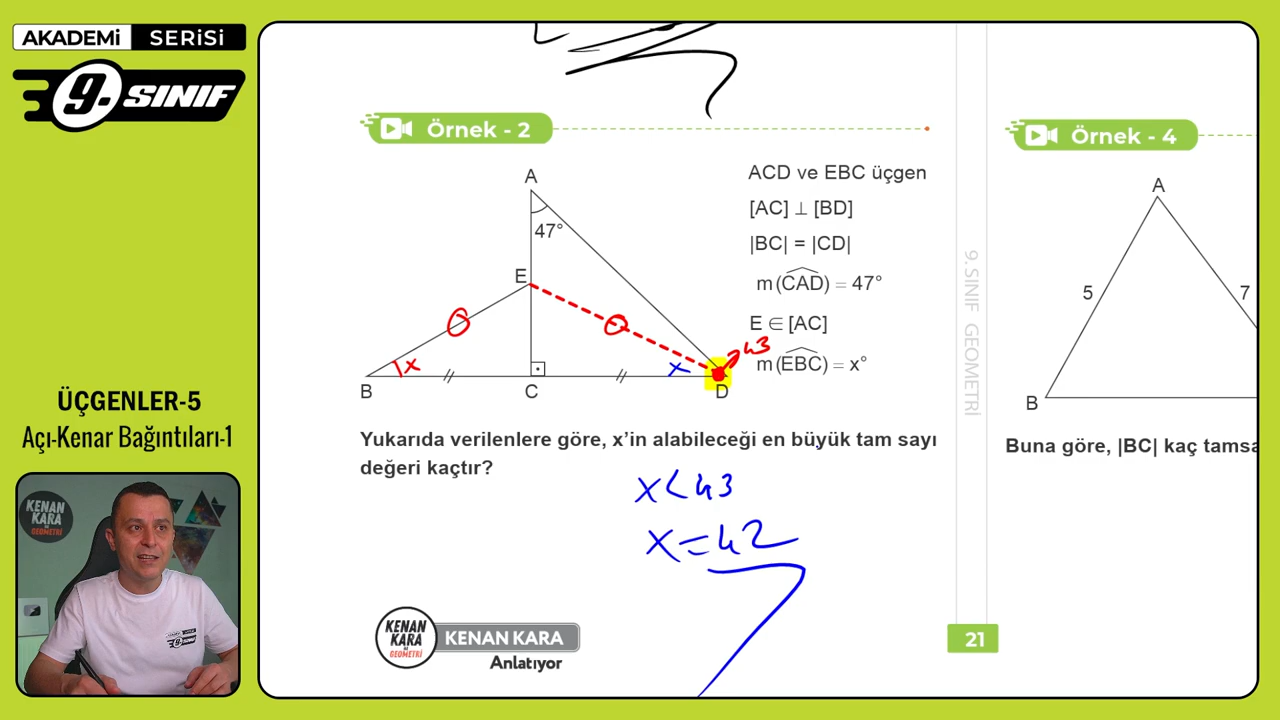 AKADEMİ SERİSİ
9. SINIF
ÜÇGENLER-5
Açı-Kenar Bağıntıları-1
KENAN
KARA
GEOMETRİ
9.SINIF
Örnek - 2
A
47°
E
x
x
43
B
C
D
ACD ve EBC üçgen
[AC] ⊥ [BD]
|BC| = |CD|
m(CAD) = 47°
E ∈ [AC]
m(EBC) = x°
Yukarıda verilenlere göre, x'in alabileceği en büyük tam sayı
değeri kaçtır?
x<43
x=42
KENAN
KARA
ile
GEOMETRİ
KENAN KARA
Anlatıyor
9. SINIF GEOMETRİ
21
Örnek - 4
A
5
7
B
Buna göre, |BC| kaç tamsa